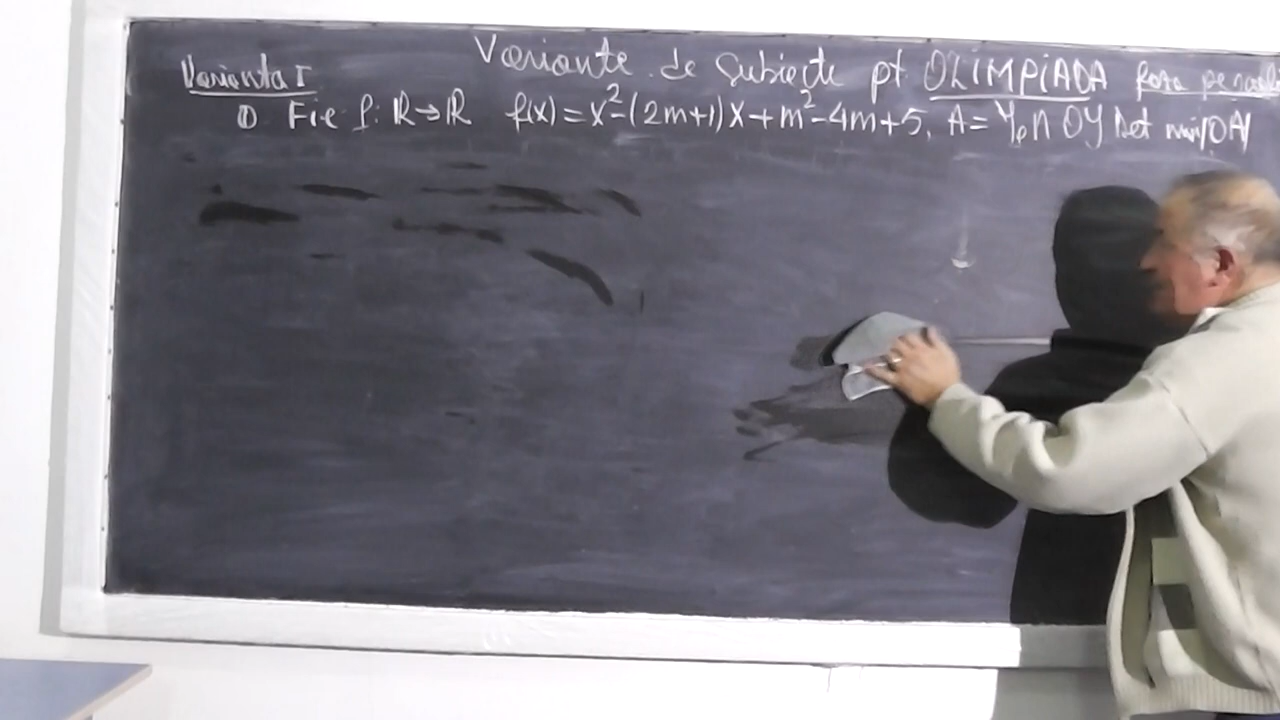 Variante de subiecte pt OLIMPIADA faza pe
Varianta I
① Fie f: ℝ→ℝ f(x) = x²-(2m+1)x+m²-4m+5, A= Gf ∩ OY Det min |OA|